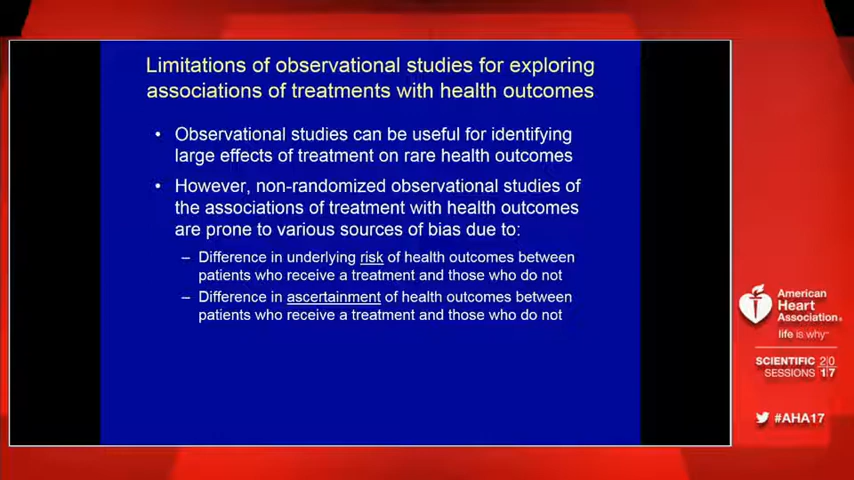 Limitations of observational studies for exploring
associations of treatments with health outcomes
• Observational studies can be useful for identifying
large effects of treatment on rare health outcomes
• However, non-randomized observational studies of
the associations of treatment with health outcomes
are prone to various sources of bias due to:
– Difference in underlying risk of health outcomes between
patients who receive a treatment and those who do not
– Difference in ascertainment of health outcomes between
patients who receive a treatment and those who do not
American
Heart
Association®
life is why™
SCIENTIFIC 20
SESSIONS 17
#AHA17